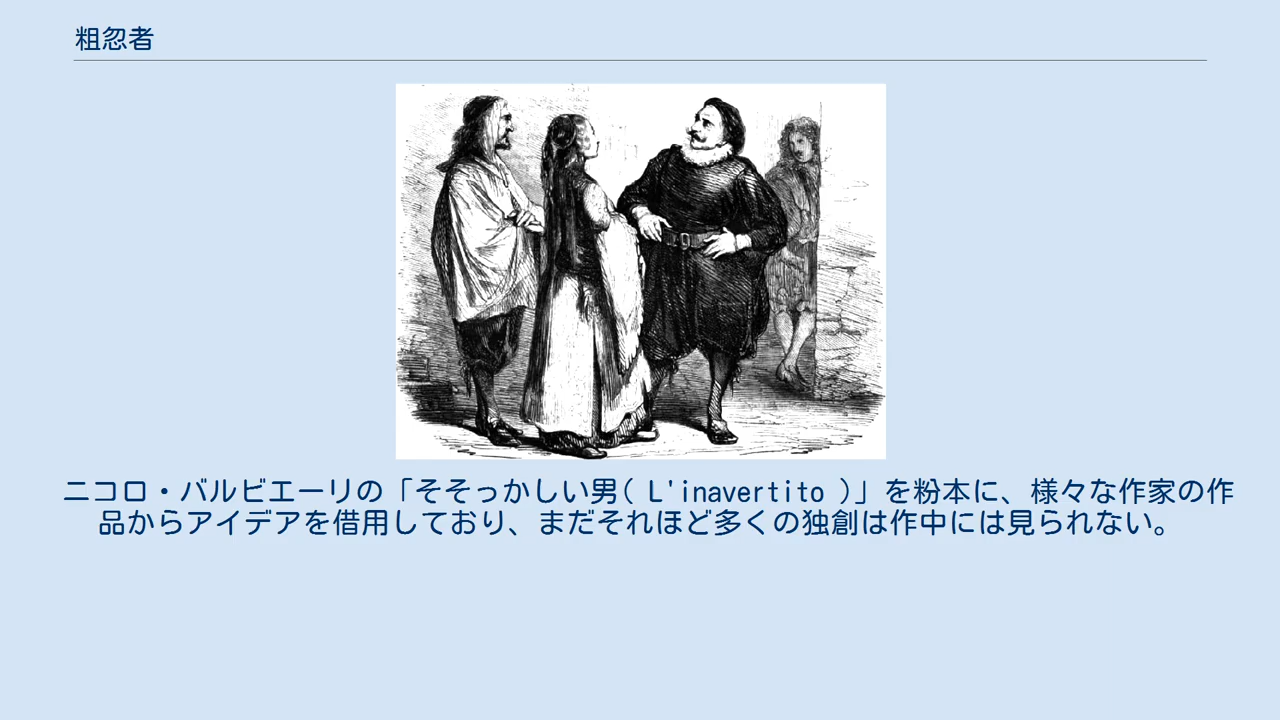 粗忽者
ニコロ・バルビエーリの「そそっかしい男( L'inavertito )」を粉本に、様々な作家の作
品からアイデアを借用しており、まだそれほど多くの独創は作中には見られない。